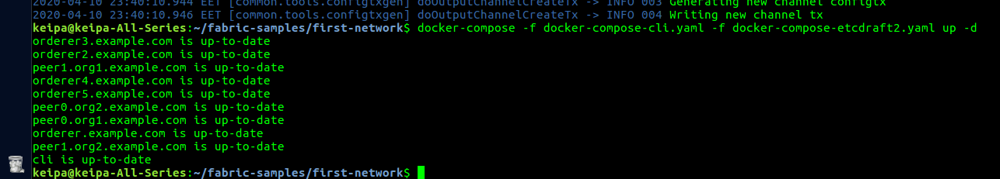 2020-04-10 23:40:10.944 EET [common.tools.configtxgen] doOutputChannelCreateTx -> INFO 003 Generating new channel configtx
2020-04-10 23:40:10.946 EET [common.tools.configtxgen] doOutputChannelCreateTx -> INFO 004 Writing new channel tx
keipa@keipa-All-Series:~/fabric-samples/first-network$ docker-compose -f docker-compose-cli.yaml -f docker-compose-etcdraft2.yaml up -d
orderer3.example.com is up-to-date
orderer2.example.com is up-to-date
peer1.org1.example.com is up-to-date
orderer4.example.com is up-to-date
orderer5.example.com is up-to-date
peer0.org2.example.com is up-to-date
peer0.org1.example.com is up-to-date
orderer.example.com is up-to-date
peer1.org2.example.com is up-to-date
cli is up-to-date
keipa@keipa-All-Series:~/fabric-samples/first-network$